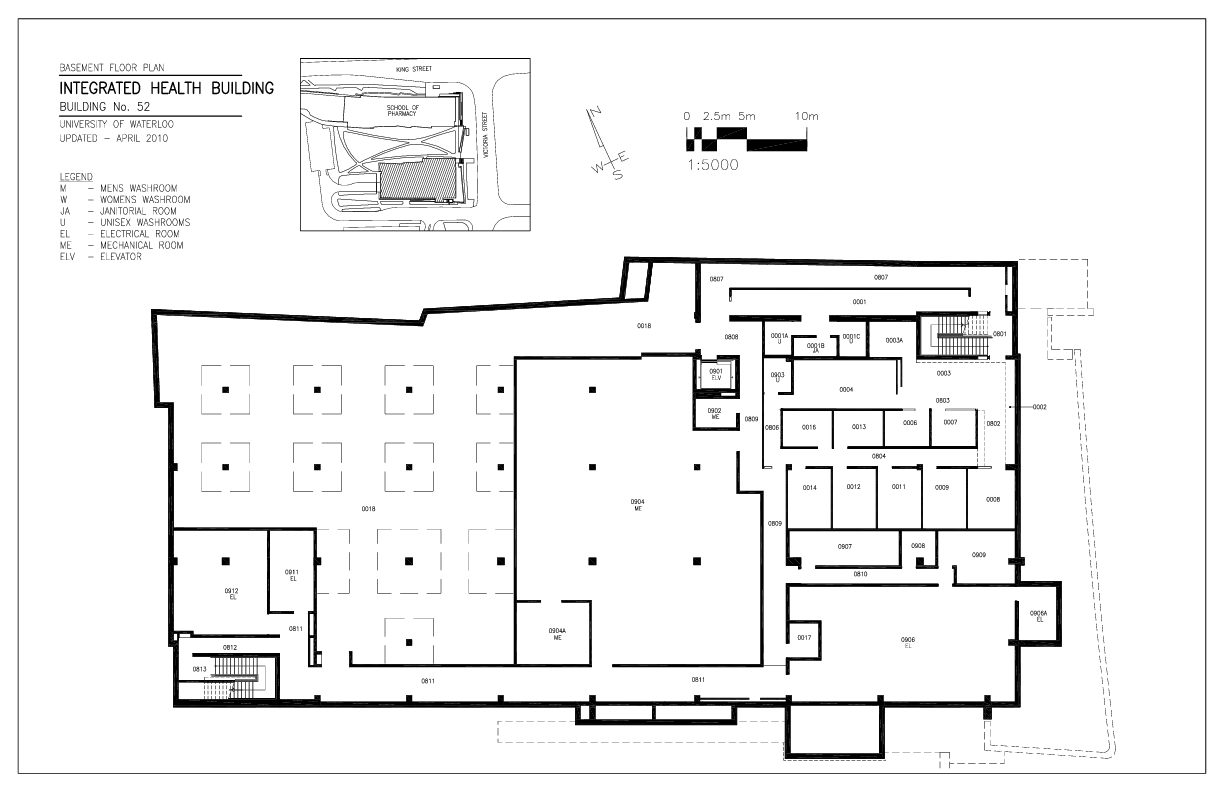 BASEMENT FLOOR PLAN
INTEGRATED HEALTH BUILDING
BUILDING No. 52
UNIVERSITY OF WATERLOO
UPDATED – APRIL 2010
LEGEND
M – MENS WASHROOM
W – WOMENS WASHROOM
JA – JANITORIAL ROOM
U – UNISEX WASHROOMS
EL – ELECTRICAL ROOM
ME – MECHANICAL ROOM
ELV – ELEVATOR
KING STREET
SCHOOL OF
PHARMACY
VICTORIA STREET
N
W
E
S
0 2.5m 5m 10m
1:5000
0807
0807
0001
0018
0808
0001A
U
0001B
JA
0001C
U
0003A
0801
0901
ELV
0903
U
0003
0004
0803
0002
0902
ME
0809
0806
0016
0013
0006
0007
0802
0804
0014
0012
0011
0009
0008
0904
ME
0018
0809
0907
0908
0909
0810
0911
EL
0912
EL
0904A
ME
0017
0906
EL
0906A
EL
0811
0812
0813
0811
0811